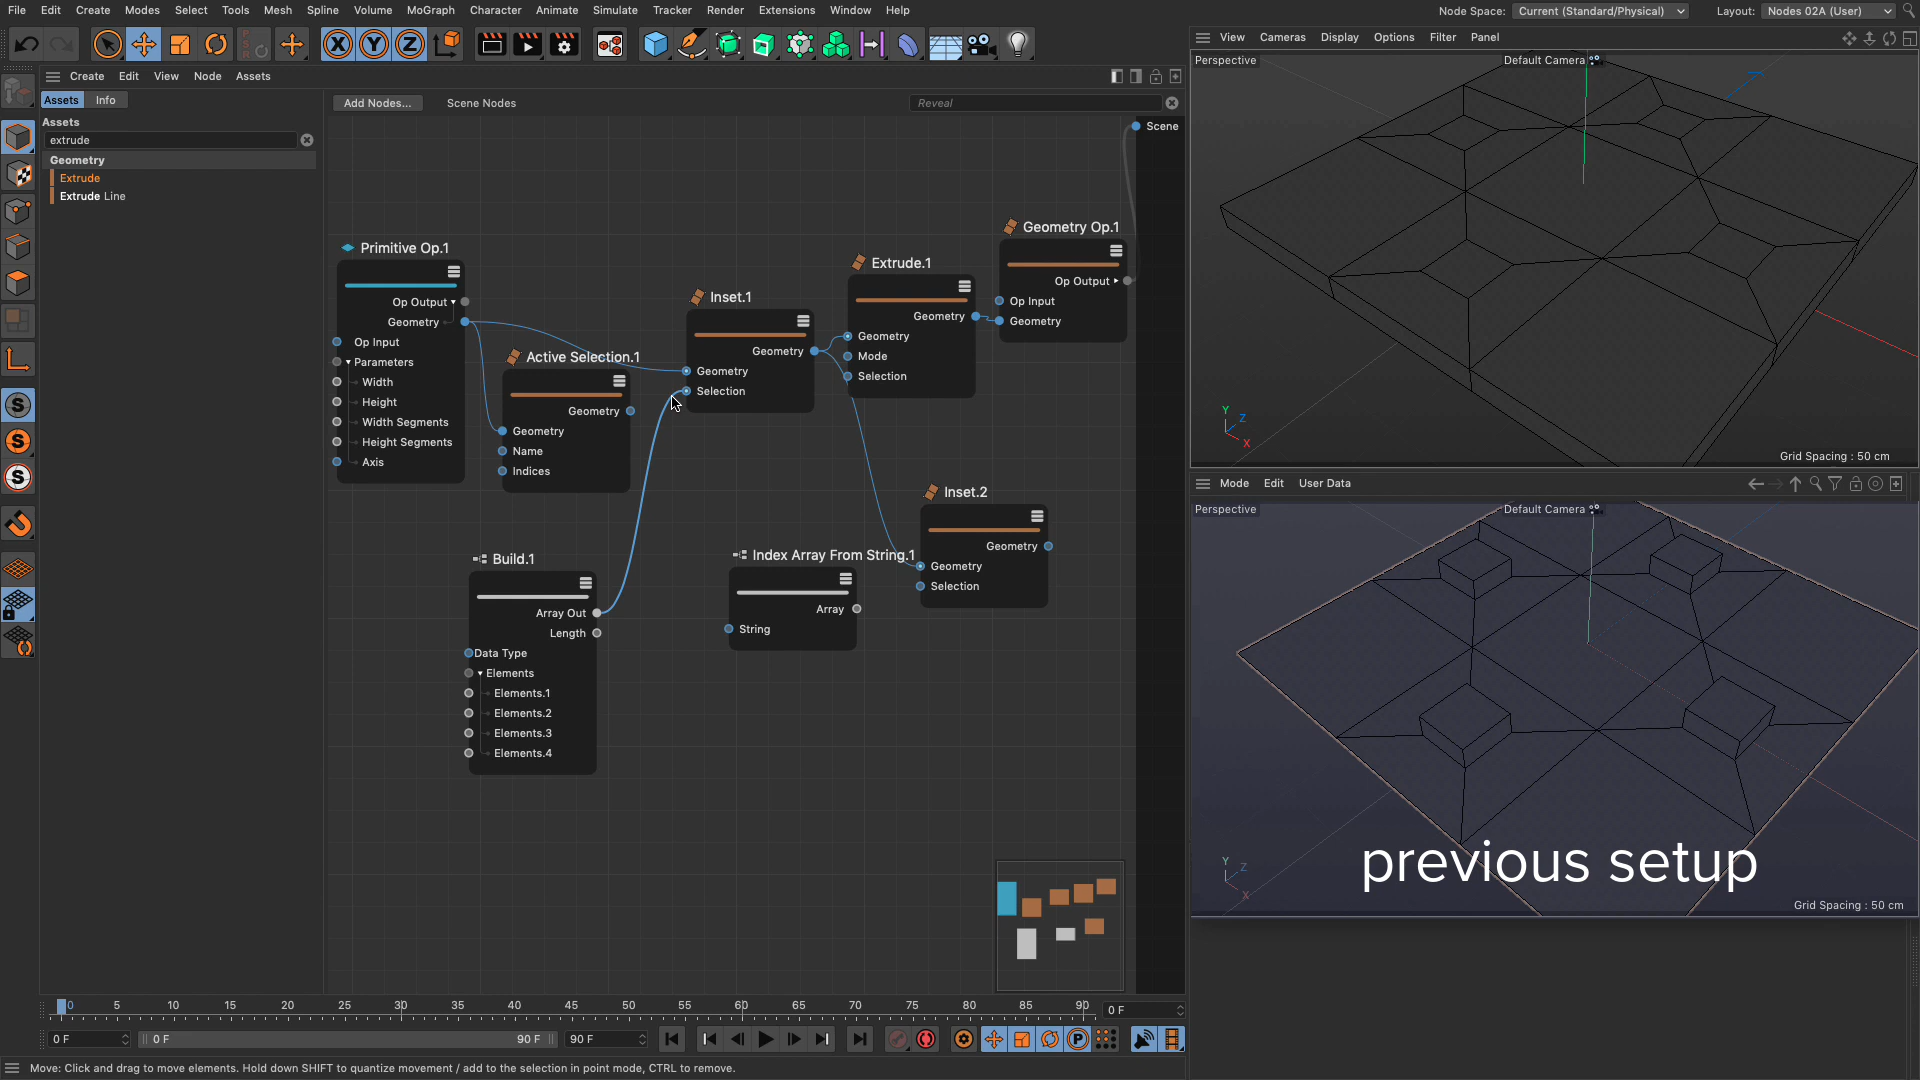 File Edit Create Modes Select Tools Mesh Spline Volume MoGraph Character Animate Simulate Tracker Render Extensions Window Help
Node Space: Current (Standard/Physical) Layout: Nodes 02A (User)
X Y Z
PSR
View Cameras Display Options Filter Panel
Create Edit View Node Assets
Perspective Default Camera
Assets Info
Add Nodes... Scene Nodes Reveal
Assets
extrude
Geometry
Extrude
Extrude Line
Scene
Primitive Op.1
Op Output
Geometry
Op Input
Parameters
Width
Height
Width Segments
Height Segments
Axis
Active Selection.1
Geometry
Geometry
Name
Indices
Inset.1
Geometry
Geometry
Selection
Extrude.1
Geometry
Geometry
Mode
Selection
Geometry Op.1
Op Output
Op Input
Geometry
Build.1
Array Out
Length
Data Type
Elements
Elements.1
Elements.2
Elements.3
Elements.4
Index Array From String.1
Array
String
Inset.2
Geometry
Geometry
Selection
Y Z X
Grid Spacing : 50 cm
Mode Edit User Data
Perspective Default Camera
previous setup
Y Z X
Grid Spacing : 50 cm
S
S
S
0 5 10 15 20 25 30 35 40 45 50 55 60 65 70 75 80 85 90 0 F
0 F 0 F 90 F 90 F
P
Move: Click and drag to move elements. Hold down SHIFT to quantize movement / add to the selection in point mode, CTRL to remove.